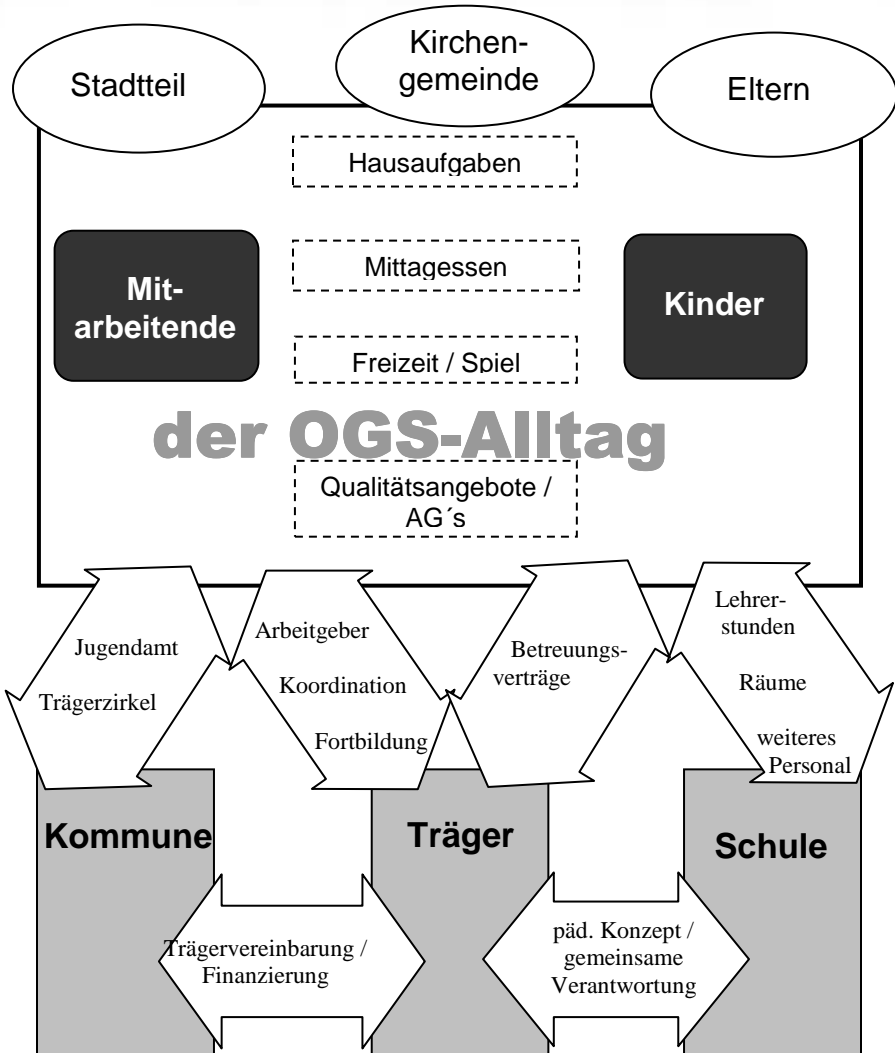 Stadtteil
Kirchen-
gemeinde
Eltern
Hausaufgaben
Mit-
arbeitende
Mittagessen
Kinder
Freizeit / Spiel
der OGS-Alltag
Qualitätsangebote /
AG´s
Jugendamt
Trägerzirkel
Arbeitgeber
Koordination
Fortbildung
Betreuungs-
verträge
Lehrer-
stunden
Räume
weiteres
Personal
Kommune
Träger
Schule
Trägervereinbarung /
Finanzierung
päd. Konzept /
gemeinsame
Verantwortung